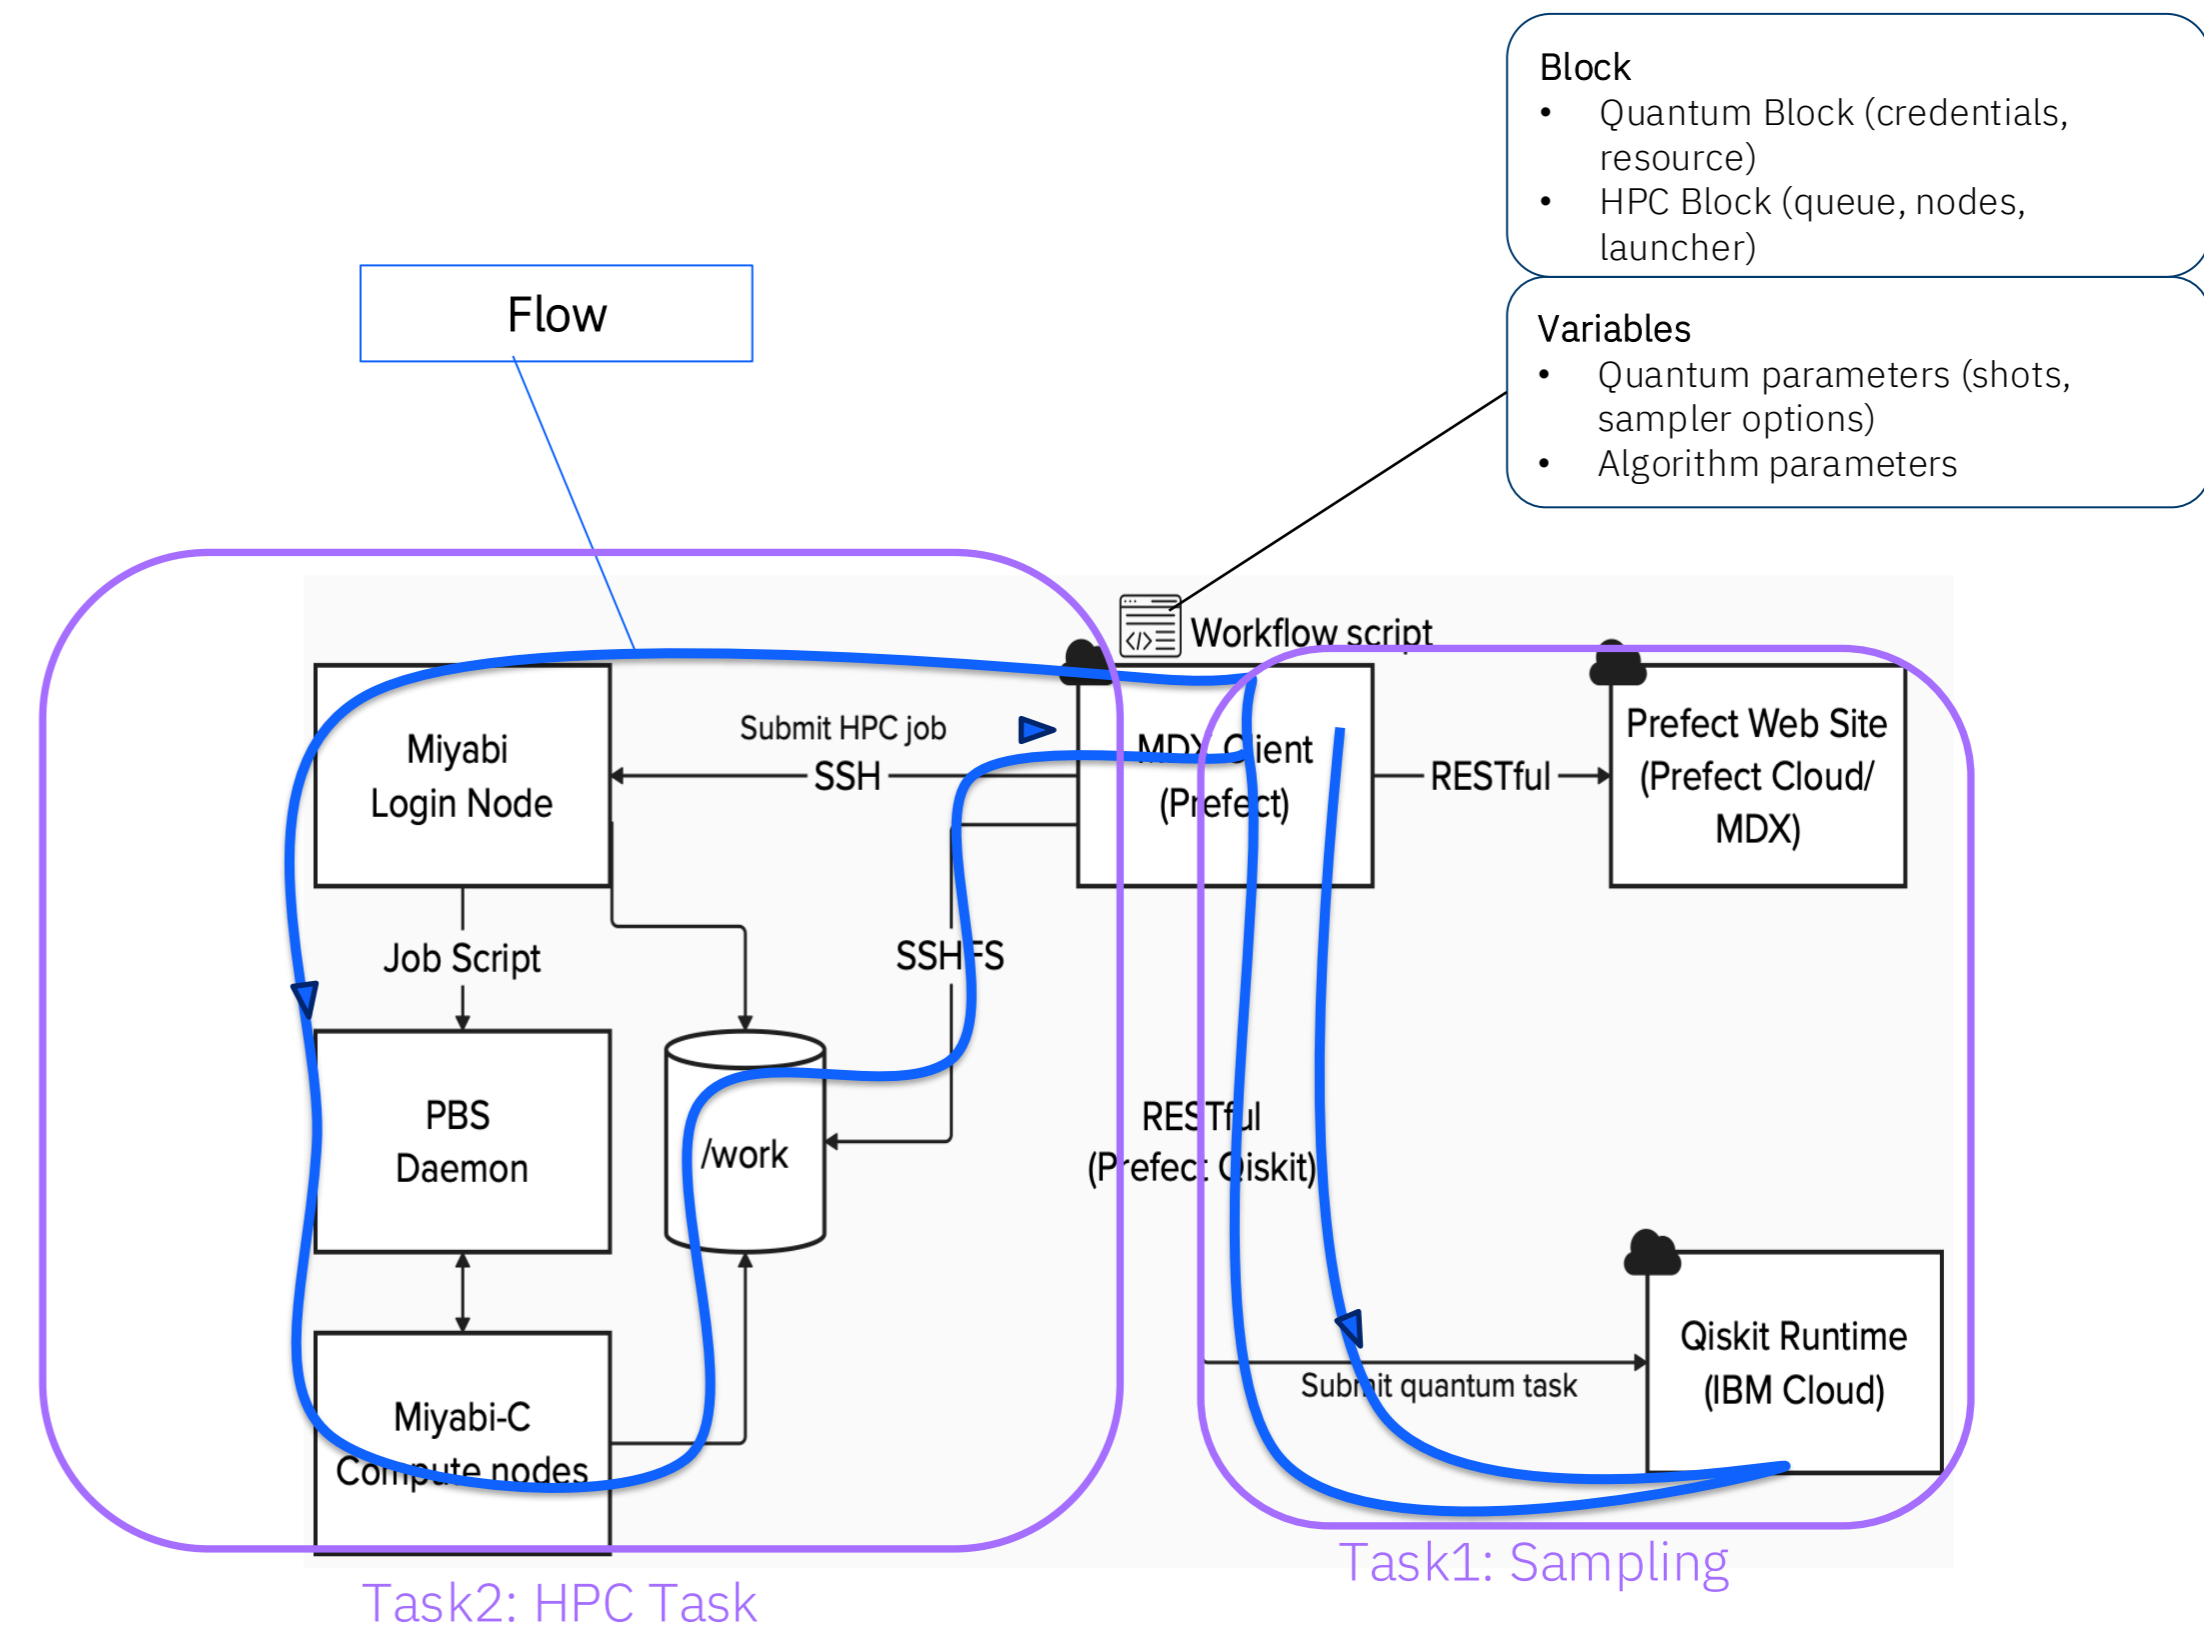 Block
• Quantum Block (credentials,
resource)
• HPC Block (queue, nodes,
launcher)
Variables
• Quantum parameters (shots,
sampler options)
• Algorithm parameters
Flow
Workflow script
Miyabi
Login Node
Submit HPC job
SSH
MDX Client
(Prefect)
RESTful
Prefect Web Site
(Prefect Cloud/
MDX)
Job Script
SSHFS
PBS
Daemon
/work
RESTful
(Prefect Qiskit)
Submit quantum task
Qiskit Runtime
(IBM Cloud)
Miyabi-C
Compute nodes
Task1: Sampling
Task2: HPC Task